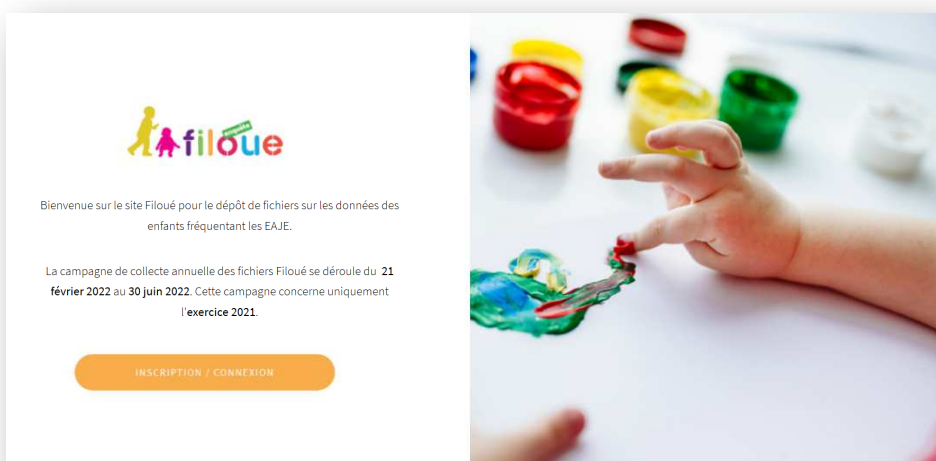 enquête
filoue
Bienvenue sur le site Filoué pour le dépôt de fichiers sur les données des
enfants fréquentant les EAJE.
La campagne de collecte annuelle des fichiers Filoué se déroule du 21
février 2022 au 30 juin 2022. Cette campagne concerne uniquement
l'exercice 2021.
INSCRIPTION / CONNEXION